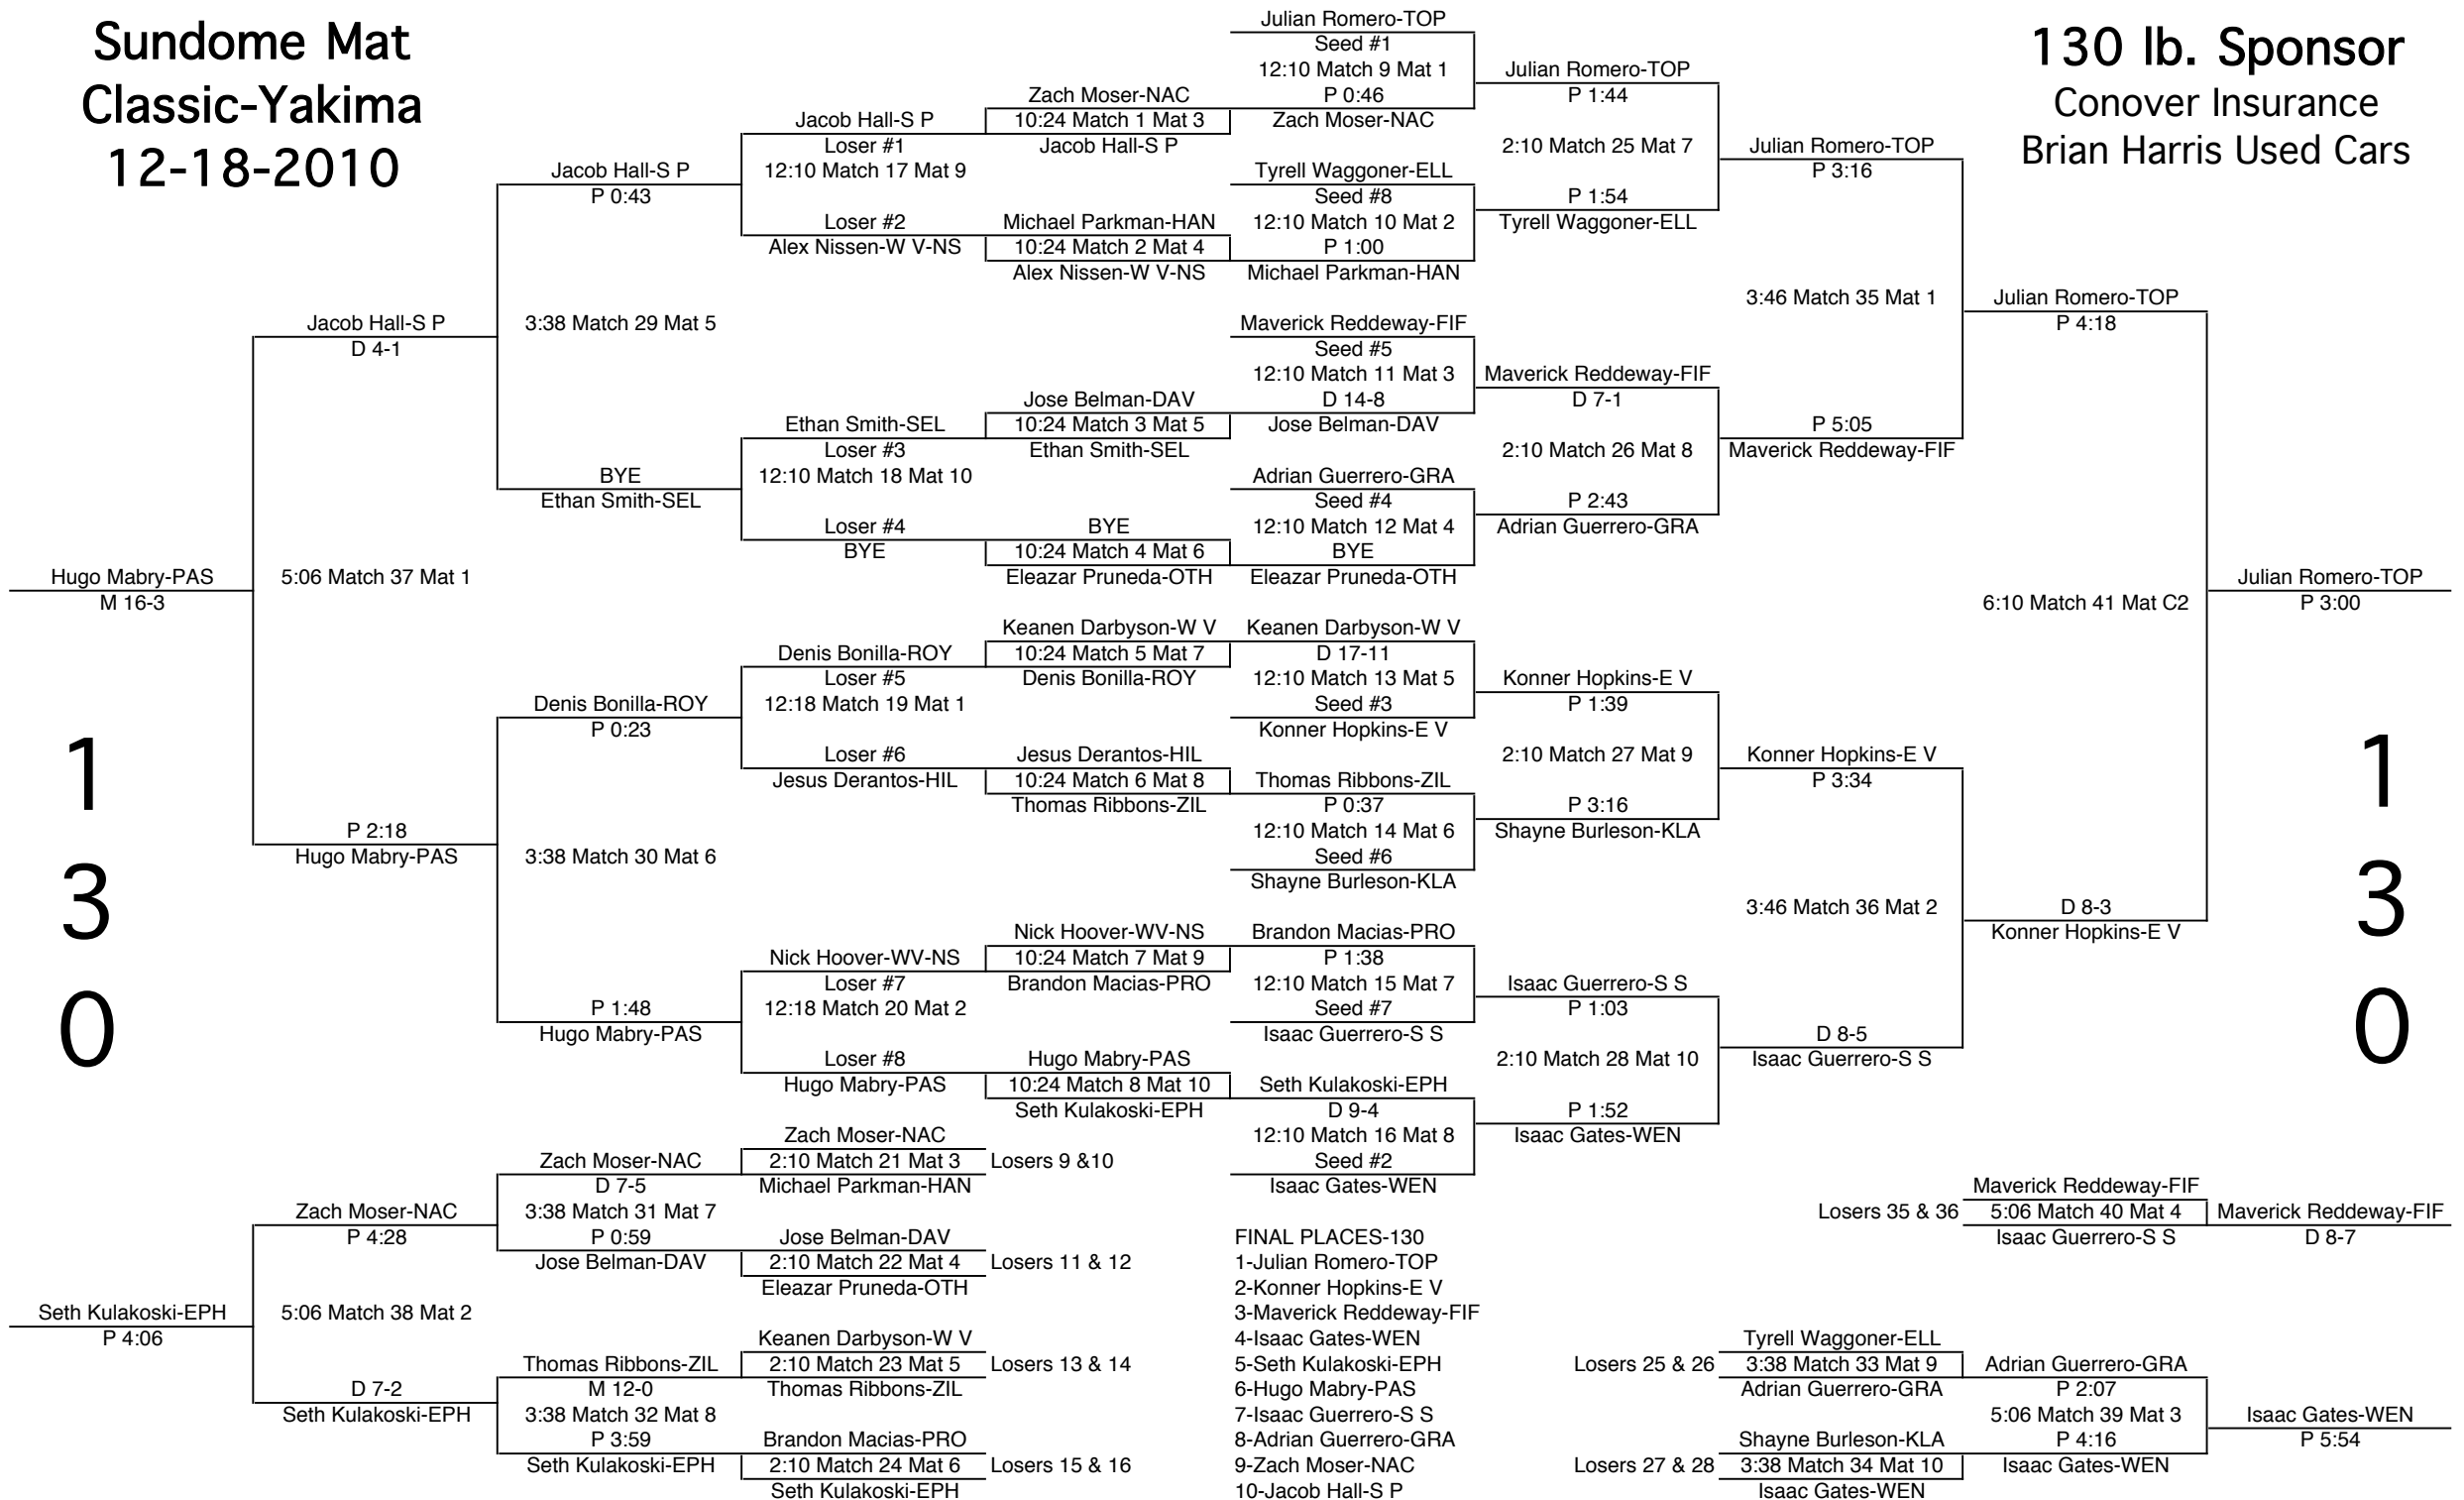 Sundome Mat
Classic-Yakima
12-18-2010
130 lb. Sponsor
Conover Insurance
Brian Harris Used Cars
1
3
0
1
3
0
Hugo Mabry-PAS
M 16-3
Jacob Hall-S P
D 4-1
5:06 Match 37 Mat 1
P 2:18
Hugo Mabry-PAS
Jacob Hall-S P
P 0:43
3:38 Match 29 Mat 5
BYE
Ethan Smith-SEL
Denis Bonilla-ROY
P 0:23
3:38 Match 30 Mat 6
P 1:48
Hugo Mabry-PAS
Jacob Hall-S P
Loser #1
12:10 Match 17 Mat 9
Loser #2
Alex Nissen-W V-NS
Ethan Smith-SEL
Loser #3
12:10 Match 18 Mat 10
Loser #4
BYE
Denis Bonilla-ROY
Loser #5
12:18 Match 19 Mat 1
Loser #6
Jesus Derantos-HIL
Nick Hoover-WV-NS
Loser #7
12:18 Match 20 Mat 2
Loser #8
Hugo Mabry-PAS
Zach Moser-NAC
10:24 Match 1 Mat 3
Jacob Hall-S P
Michael Parkman-HAN
10:24 Match 2 Mat 4
Alex Nissen-W V-NS
Jose Belman-DAV
10:24 Match 3 Mat 5
Ethan Smith-SEL
BYE
10:24 Match 4 Mat 6
Eleazar Pruneda-OTH
Keanen Darbyson-W V
10:24 Match 5 Mat 7
Denis Bonilla-ROY
Jesus Derantos-HIL
10:24 Match 6 Mat 8
Thomas Ribbons-ZIL
Nick Hoover-WV-NS
10:24 Match 7 Mat 9
Brandon Macias-PRO
Hugo Mabry-PAS
10:24 Match 8 Mat 10
Seth Kulakoski-EPH
Julian Romero-TOP
Seed #1
12:10 Match 9 Mat 1
P 0:46
Zach Moser-NAC
Tyrell Waggoner-ELL
Seed #8
12:10 Match 10 Mat 2
P 1:00
Michael Parkman-HAN
Maverick Reddeway-FIF
Seed #5
12:10 Match 11 Mat 3
D 14-8
Jose Belman-DAV
Adrian Guerrero-GRA
Seed #4
12:10 Match 12 Mat 4
BYE
Eleazar Pruneda-OTH
Keanen Darbyson-W V
D 17-11
12:10 Match 13 Mat 5
Seed #3
Konner Hopkins-E V
Thomas Ribbons-ZIL
P 0:37
12:10 Match 14 Mat 6
Seed #6
Shayne Burleson-KLA
Brandon Macias-PRO
P 1:38
12:10 Match 15 Mat 7
Seed #7
Isaac Guerrero-S S
Seth Kulakoski-EPH
D 9-4
12:10 Match 16 Mat 8
Seed #2
Isaac Gates-WEN
Julian Romero-TOP
P 1:44
2:10 Match 25 Mat 7
P 1:54
Tyrell Waggoner-ELL
Maverick Reddeway-FIF
D 7-1
2:10 Match 26 Mat 8
P 2:43
Adrian Guerrero-GRA
Konner Hopkins-E V
P 1:39
2:10 Match 27 Mat 9
P 3:16
Shayne Burleson-KLA
Isaac Guerrero-S S
P 1:03
2:10 Match 28 Mat 10
P 1:52
Isaac Gates-WEN
Julian Romero-TOP
P 3:16
3:46 Match 35 Mat 1
P 5:05
Maverick Reddeway-FIF
Konner Hopkins-E V
P 3:34
3:46 Match 36 Mat 2
D 8-5
Isaac Guerrero-S S
Julian Romero-TOP
P 4:18
6:10 Match 41 Mat C2
D 8-3
Konner Hopkins-E V
Julian Romero-TOP
P 3:00
Seth Kulakoski-EPH
P 4:06
Zach Moser-NAC
P 4:28
5:06 Match 38 Mat 2
D 7-2
Seth Kulakoski-EPH
Zach Moser-NAC
D 7-5
3:38 Match 31 Mat 7
P 0:59
Jose Belman-DAV
Thomas Ribbons-ZIL
M 12-0
3:38 Match 32 Mat 8
P 3:59
Seth Kulakoski-EPH
Zach Moser-NAC
2:10 Match 21 Mat 3 Losers 9 &10
Michael Parkman-HAN
Jose Belman-DAV
2:10 Match 22 Mat 4 Losers 11 & 12
Eleazar Pruneda-OTH
Keanen Darbyson-W V
2:10 Match 23 Mat 5 Losers 13 & 14
Thomas Ribbons-ZIL
Brandon Macias-PRO
2:10 Match 24 Mat 6 Losers 15 & 16
Seth Kulakoski-EPH
FINAL PLACES-130
1-Julian Romero-TOP
2-Konner Hopkins-E V
3-Maverick Reddeway-FIF
4-Isaac Gates-WEN
5-Seth Kulakoski-EPH
6-Hugo Mabry-PAS
7-Isaac Guerrero-S S
8-Adrian Guerrero-GRA
9-Zach Moser-NAC
10-Jacob Hall-S P
Maverick Reddeway-FIF
Losers 35 & 36 5:06 Match 40 Mat 4
Isaac Guerrero-S S
Maverick Reddeway-FIF
D 8-7
Tyrell Waggoner-ELL
Losers 25 & 26 3:38 Match 33 Mat 9
Adrian Guerrero-GRA
Shayne Burleson-KLA
Losers 27 & 28 3:38 Match 34 Mat 10
Isaac Gates-WEN
Adrian Guerrero-GRA
P 2:07
5:06 Match 39 Mat 3
P 4:16
Isaac Gates-WEN
Isaac Gates-WEN
P 5:54